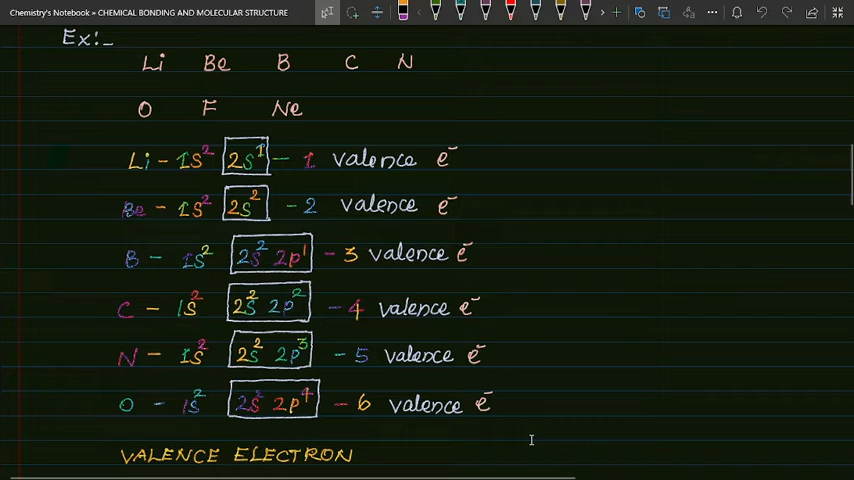 Chemistry's Notebook » CHEMICAL BONDING AND MOLECULAR STRUCTURE
Ex:-
Li Be B C N
O F Ne
Li - 1S² 2S¹ - 1 valence e⁻
Be - 1S² 2S² - 2 valence e⁻
B - 1S² 2S² 2p¹ - 3 valence e⁻
C - 1S² 2S² 2p² - 4 valence e⁻
N - 1S² 2S² 2p³ - 5 valence e⁻
O - 1S² 2S² 2p⁴ - 6 valence e⁻
VALENCE ELECTRON